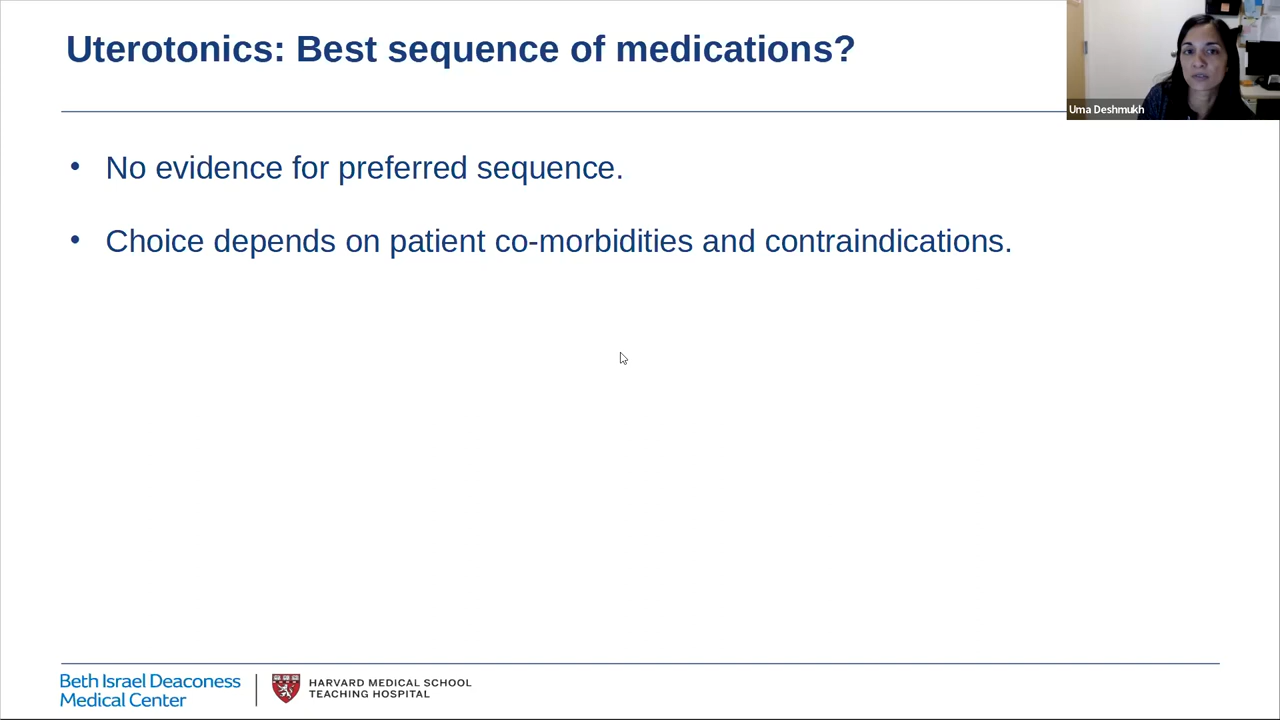 Uterotonics: Best sequence of medications?
Uma Deshmukh
• No evidence for preferred sequence.
• Choice depends on patient co-morbidities and contraindications.
Beth Israel Deaconess
Medical Center
HARVARD MEDICAL SCHOOL
TEACHING HOSPITAL